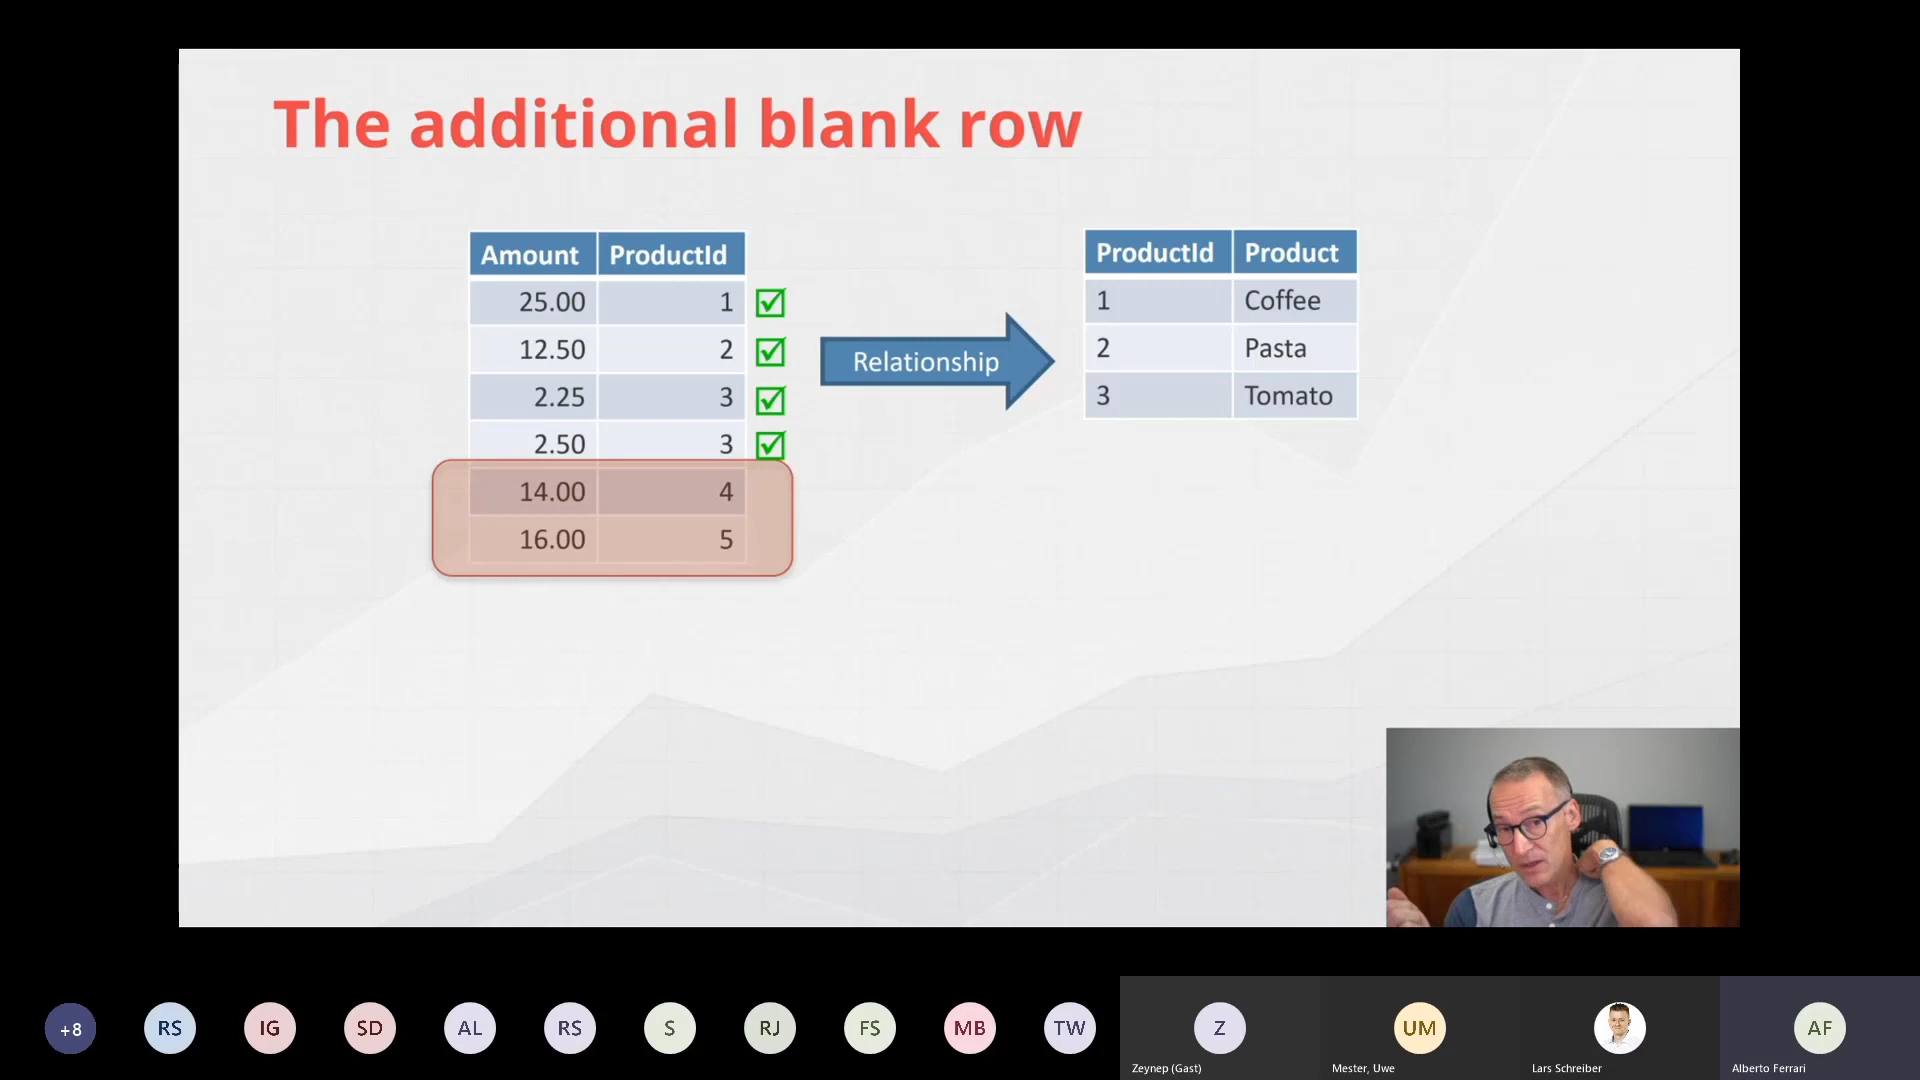 The additional blank row
Amount ProductId
25.00 1
12.50 2
2.25 3
2.50 3
14.00 4
16.00 5
Relationship
ProductId Product
1 Coffee
2 Pasta
3 Tomato
+8 RS IG SD AL RS S RJ FS MB TW Z UM AF
Zeynep (Gast) Mester, Uwe Lars Schreiber Alberto Ferrari